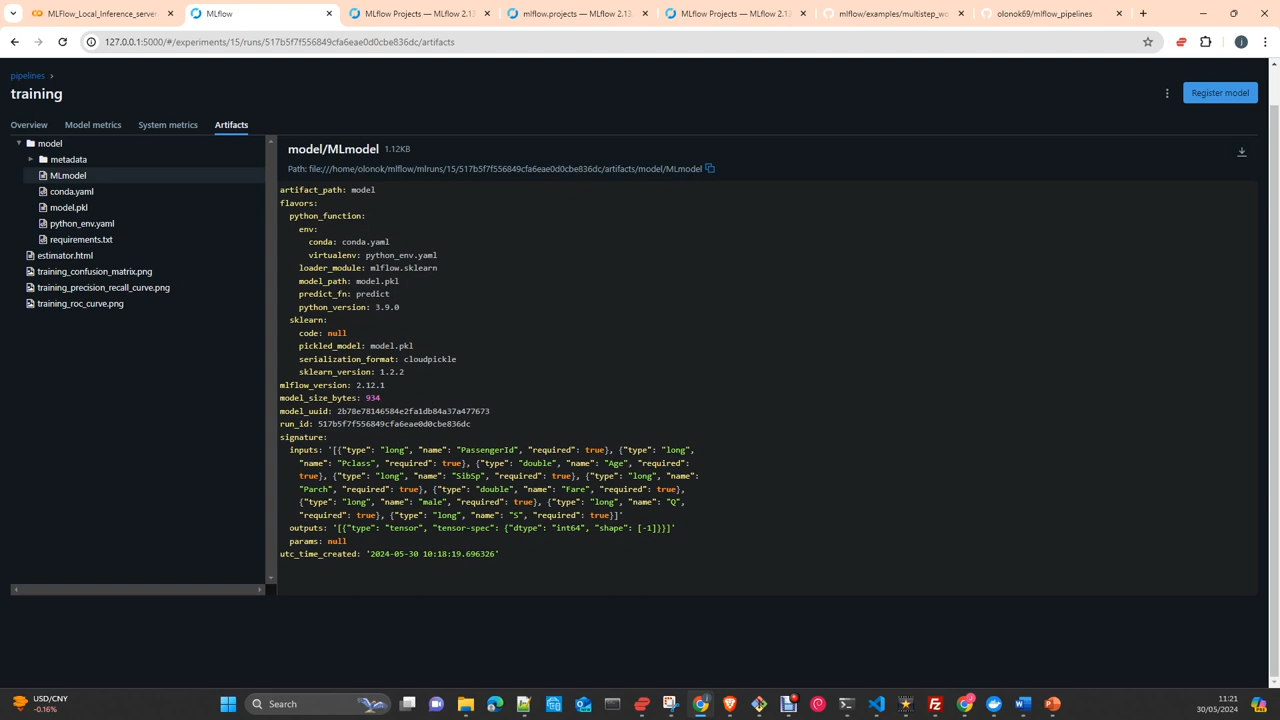 MLFlow_Local_Inference_server
MLflow
MLflow Projects — MLflow 2.13
mlflow.projects — MLflow 2.13
MLflow Projects — MLflow 2.13
mlflow/examples/multistep_wo
olonok69/mlflow_pipelines
127.0.0.1:5000/#/experiments/15/runs/517b5f7f556849cfa6eae0d0cbe836dc/artifacts
pipelines
training
Register model
Overview
Model metrics
System metrics
Artifacts
model
metadata
MLmodel
conda.yaml
model.pkl
python_env.yaml
requirements.txt
estimator.html
training_confusion_matrix.png
training_precision_recall_curve.png
training_roc_curve.png
model/MLmodel 1.12KB
Path: file:///home/olonok/mlflow/mlruns/15/517b5f7f556849cfa6eae0d0cbe836dc/artifacts/model/MLmodel
artifact_path: model
flavors:
python_function:
env:
conda: conda.yaml
virtualenv: python_env.yaml
loader_module: mlflow.sklearn
model_path: model.pkl
predict_fn: predict
python_version: 3.9.0
sklearn:
code: null
pickled_model: model.pkl
serialization_format: cloudpickle
sklearn_version: 1.2.2
mlflow_version: 2.12.1
model_size_bytes: 934
model_uuid: 2b78e78146584e2fa1db84a37a477673
run_id: 517b5f7f556849cfa6eae0d0cbe836dc
signature:
inputs: '[{"type": "long", "name": "PassengerId", "required": true}, {"type": "long",
"name": "Pclass", "required": true}, {"type": "double", "name": "Age", "required":
true}, {"type": "long", "name": "SibSp", "required": true}, {"type": "long", "name":
"Parch", "required": true}, {"type": "double", "name": "Fare", "required": true},
{"type": "long", "name": "male", "required": true}, {"type": "long", "name": "Q",
"required": true}, {"type": "long", "name": "S", "required": true}]'
outputs: '[{"type": "tensor", "tensor-spec": {"dtype": "int64", "shape": [-1]}}]'
params: null
utc_time_created: '2024-05-30 10:18:19.696326'
USD/CNY
-0.16%
Search
11:21
30/05/2024